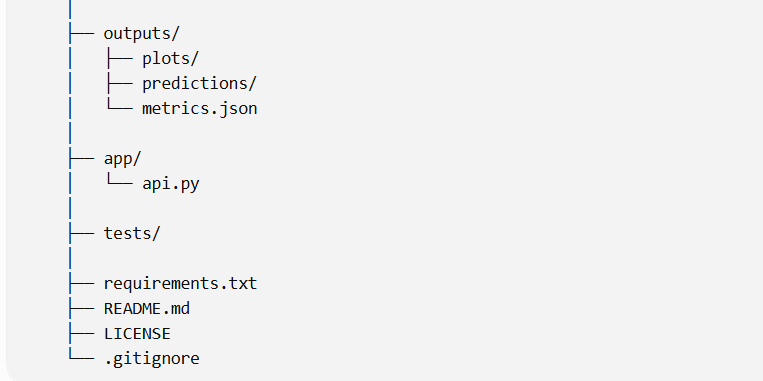 │
├── outputs/
│   ├── plots/
│   ├── predictions/
│   └── metrics.json
│
├── app/
│   └── api.py
│
├── tests/
│
├── requirements.txt
├── README.md
├── LICENSE
└── .gitignore